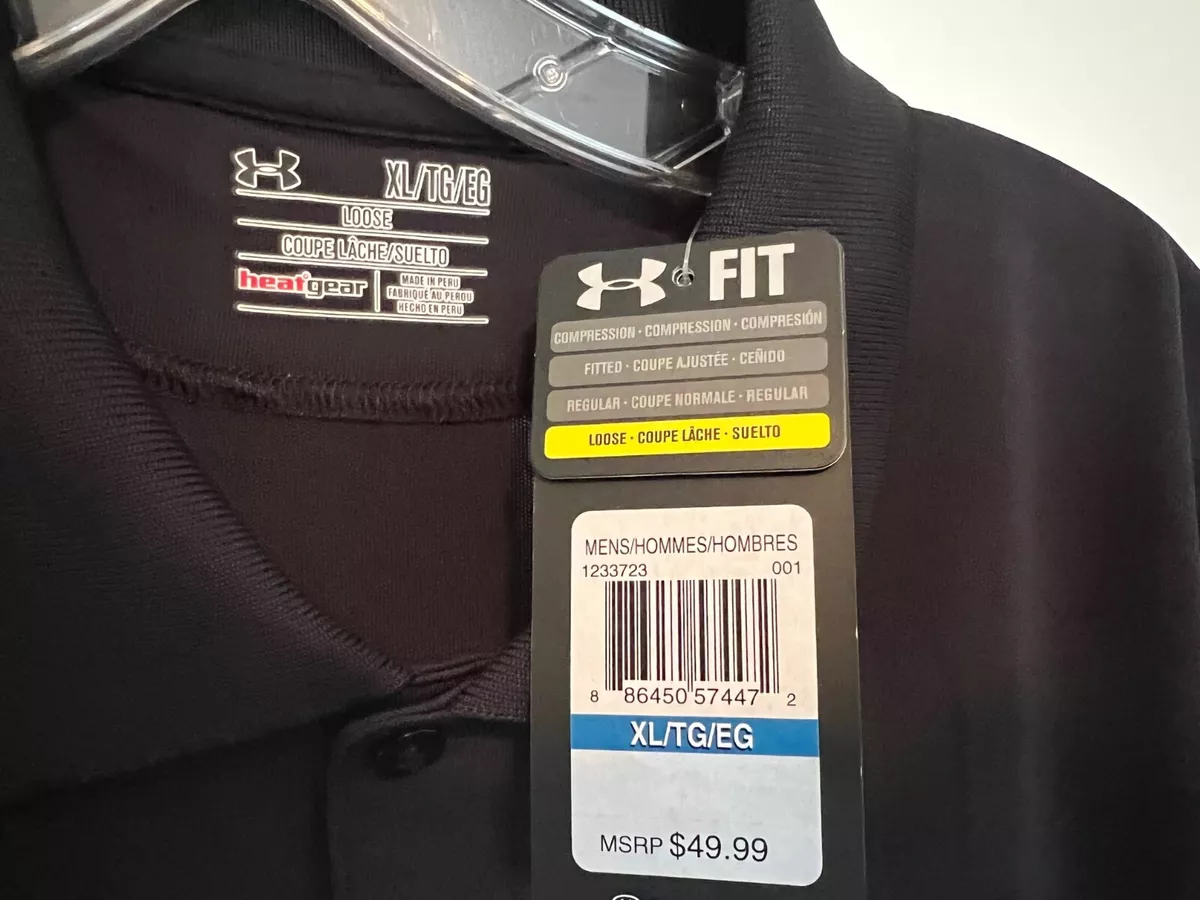 XL/TG/EG
LOOSE
COUPE LÂCHE/SUELTO
heatgear
MADE IN PERU
FABRIQUÉ AU PEROU
HECHO EN PERU
FIT
COMPRESSION · COMPRESSION · COMPRESIÓN
FITTED · COUPE AJUSTÉE · CEÑIDO
REGULAR · COUPE NORMALE · REGULAR
LOOSE · COUPE LÂCHE · SUELTO
MENS/HOMMES/HOMBRES
1233723 001
8 86450 57447 2
XL/TG/EG
MSRP $49.99